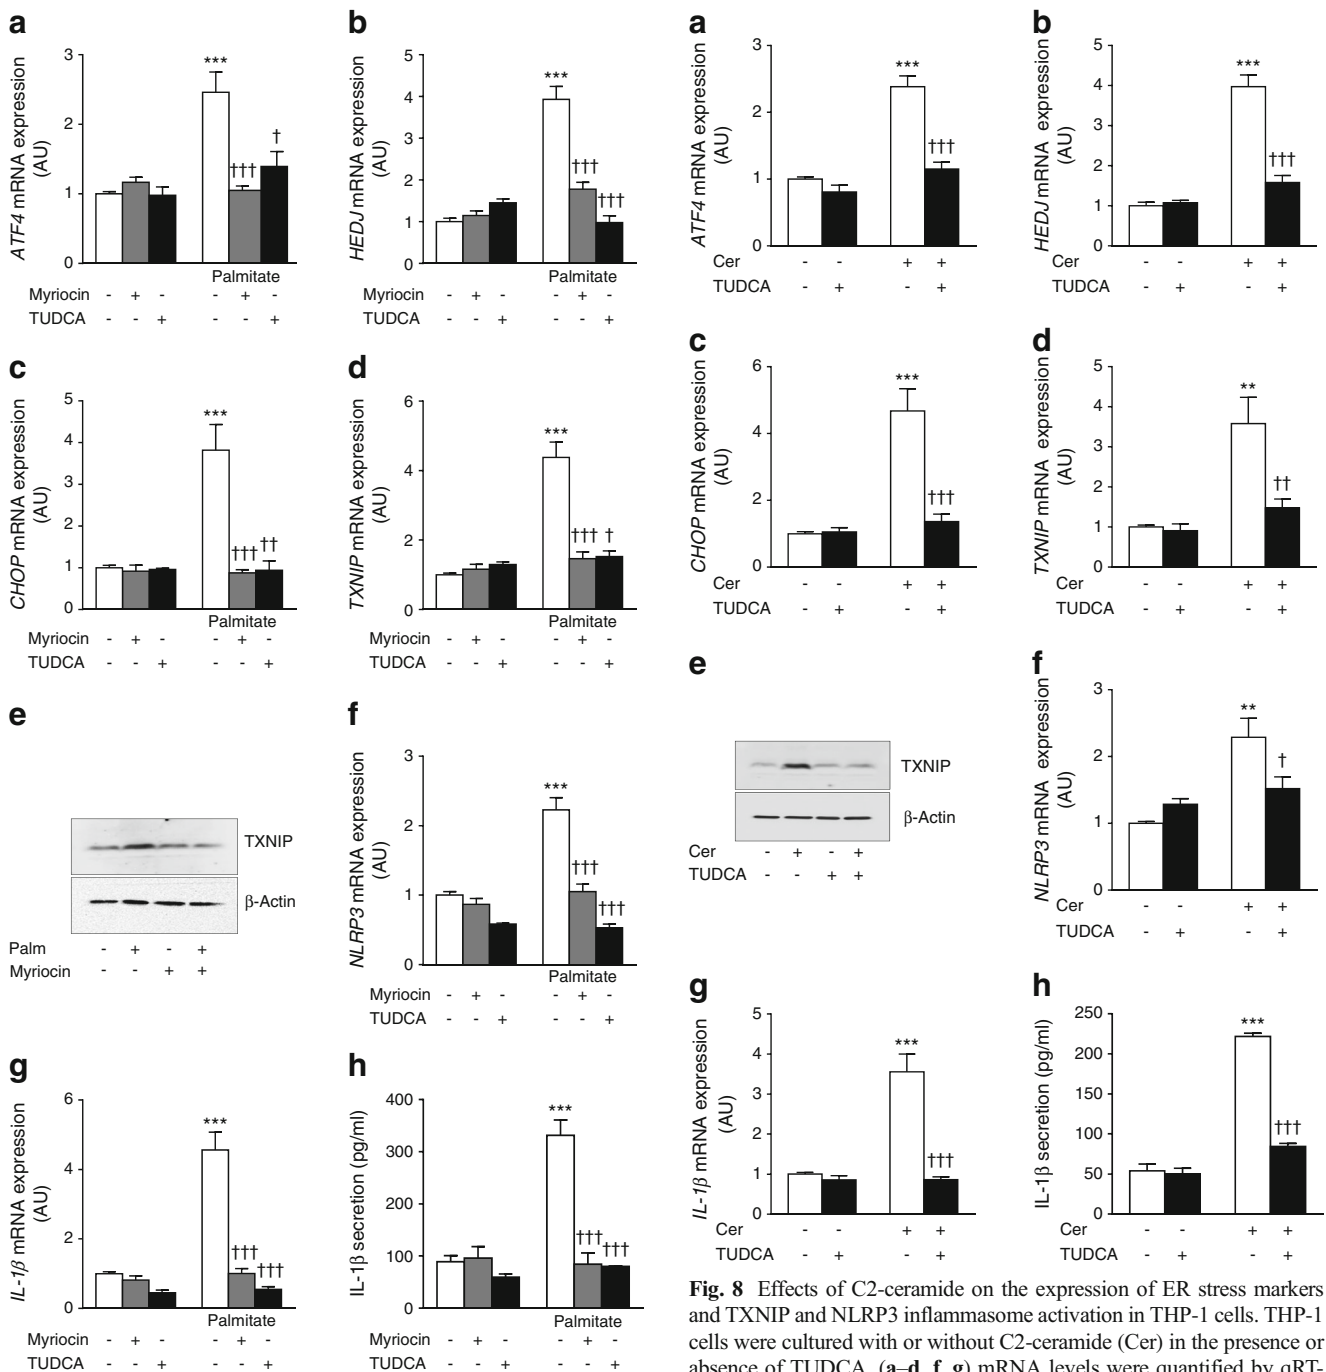 a
ATF4 mRNA expression
(AU)
3
2
1
0
***
†††
†
Palmitate
Myriocin - + - - + -
TUDCA - - + - - +
b
HEDJ mRNA expression
(AU)
5
4
3
2
1
0
***
†††
†††
Palmitate
Myriocin - + - - + -
TUDCA - - + - - +
c
CHOP mRNA expression
(AU)
5
4
3
2
1
0
***
†††
††
Palmitate
Myriocin - + - - + -
TUDCA - - + - - +
d
TXNIP mRNA expression
(AU)
6
4
2
1
0
***
†††
†
Palmitate
Myriocin - + - - + -
TUDCA - - + - - +
e
TXNIP
β-Actin
Palm - + - +
Myriocin - - + +
f
NLRP3 mRNA expression
(AU)
3
2
1
0
***
†††
†††
Palmitate
Myriocin - + - - + -
TUDCA - - + - - +
g
IL-1β mRNA expression
(AU)
6
4
2
1
0
***
†††
†††
Palmitate
Myriocin - + - - + -
TUDCA - - + - - +
h
IL-1β secretion (pg/ml)
400
300
200
100
0
***
†††
†††
Palmitate
Myriocin - + - - + -
TUDCA - - + - - +
a
ATF4 mRNA expression
(AU)
3
2
1
0
***
†††
Cer - - + +
TUDCA - + - +
b
HEDJ mRNA expression
(AU)
5
4
3
2
1
0
***
†††
Cer - - + +
TUDCA - + - +
c
CHOP mRNA expression
(AU)
6
4
2
1
0
***
†††
Cer - - + +
TUDCA - + - +
d
TXNIP mRNA expression
(AU)
5
4
3
2
1
0
**
††
Cer - - + +
TUDCA - + - +
e
TXNIP
β-Actin
Cer - + - +
TUDCA - - + +
f
NLRP3 mRNA expression
(AU)
3
2
1
0
**
†
Cer - - + +
TUDCA - + - +
g
IL-1β mRNA expression
(AU)
5
4
3
2
1
0
***
†††
Cer - - + +
TUDCA - + - +
h
IL-1β secretion (pg/ml)
250
200
150
100
50
0
***
†††
Cer - - + +
TUDCA - + - +
Fig. 8 Effects of C2-ceramide on the expression of ER stress markers
and TXNIP and NLRP3 inflammasome activation in THP-1 cells. THP-1
cells were cultured with or without C2-ceramide (Cer) in the presence or
absence of TUDCA. (a–d, f, g) mRNA levels were quantified by qRT-